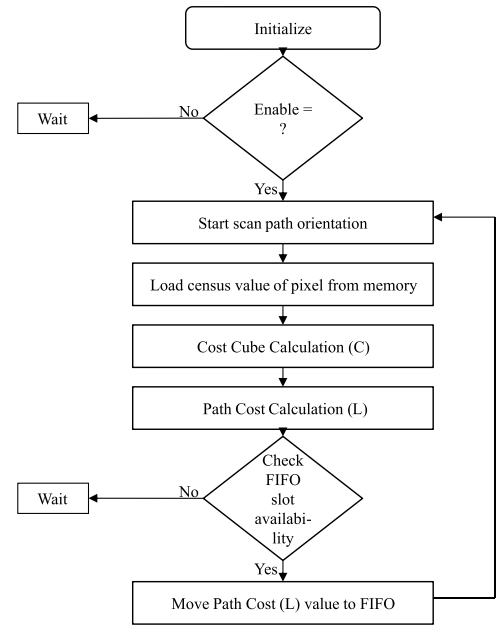 Initialize
Enable =
?
No
Wait
Yes
Start scan path orientation
Load census value of pixel from memory
Cost Cube Calculation (C)
Path Cost Calculation (L)
Check
FIFO
slot
availabi-
lity
No
Wait
Yes
Move Path Cost (L) value to FIFO